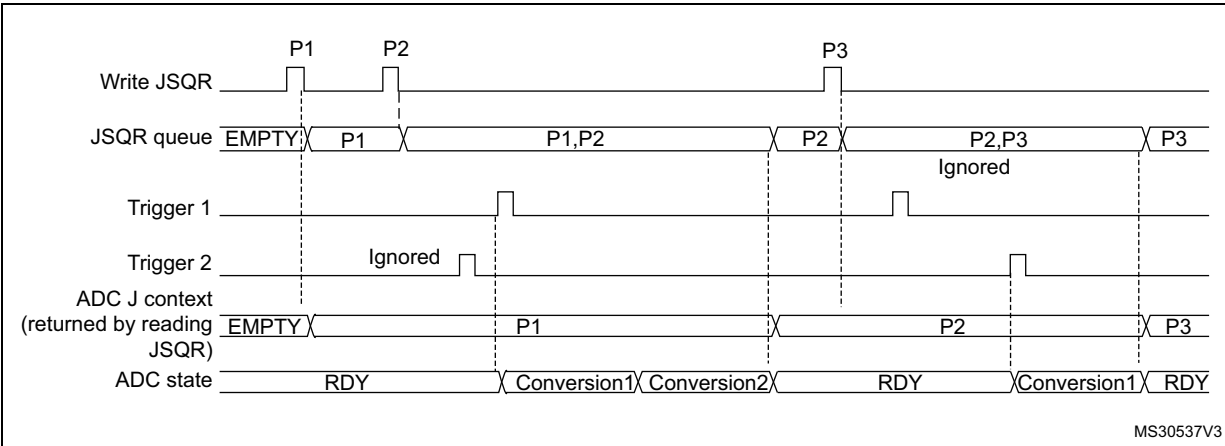 P1 P2 P3
Write JSQR
JSQR queue EMPTY P1 P1,P2 P2 P2,P3 P3
Ignored
Trigger 1
Trigger 2 Ignored
ADC J context
(returned by reading EMPTY P1 P2 P3
JSQR)
ADC state RDY Conversion1 Conversion2 RDY Conversion1 RDY
MS30537V3